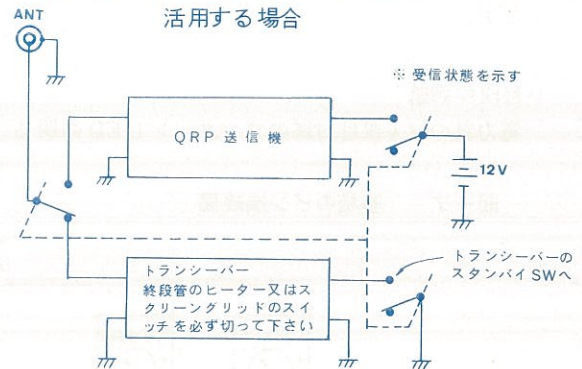 活用する場合
ANT
※ 受信状態を示す
QRP 送信機
12V
トランシーバーの
スタンバイ SWへ
トランシーバー
終段管のヒーター又はス
クリーングリッドのスイ
ッチを必ず切って下さい